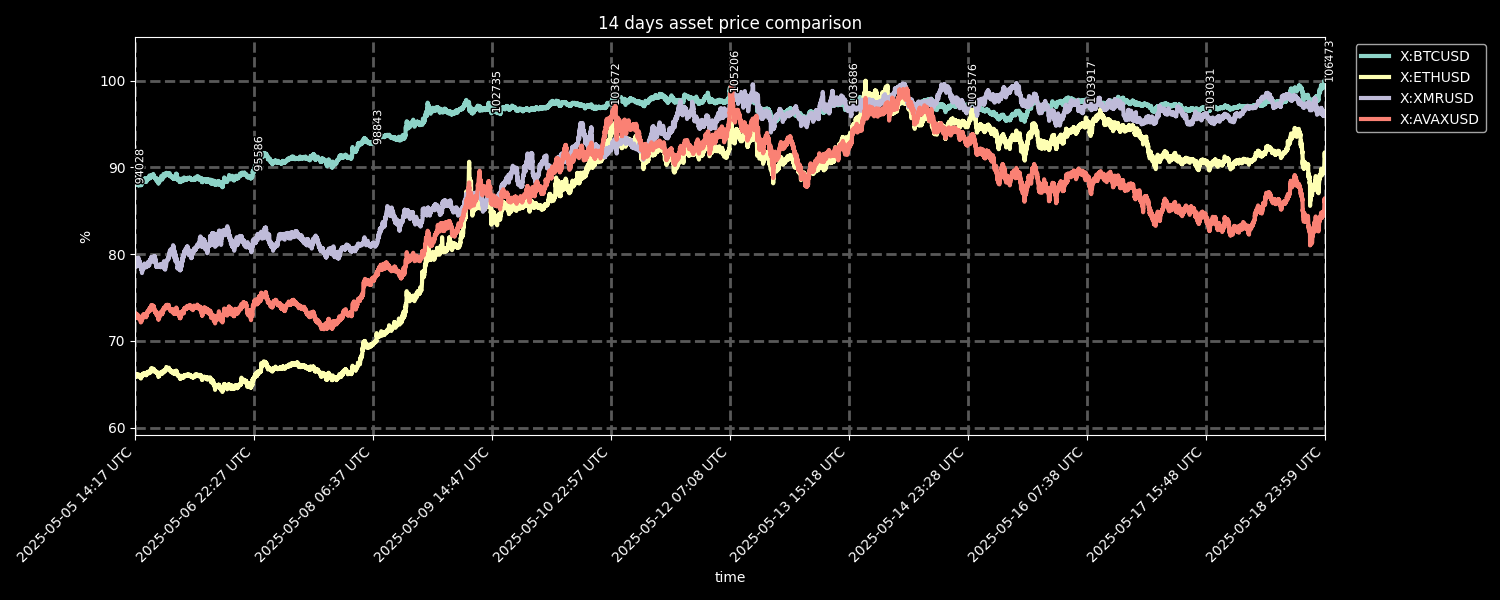 14 days asset price comparison
X:BTCUSD
X:ETHUSD
X:XMRUSD
X:AVAXUSD
100
90
80
70
60
%
94028
95586
98843
102735
103672
105206
103686
103576
103917
103031
106473
2025-05-05 14:17 UTC
2025-05-06 22:27 UTC
2025-05-08 06:37 UTC
2025-05-09 14:47 UTC
2025-05-10 22:57 UTC
2025-05-12 07:08 UTC
2025-05-13 15:18 UTC
2025-05-14 23:28 UTC
2025-05-16 07:38 UTC
2025-05-17 15:48 UTC
2025-05-18 23:59 UTC
time